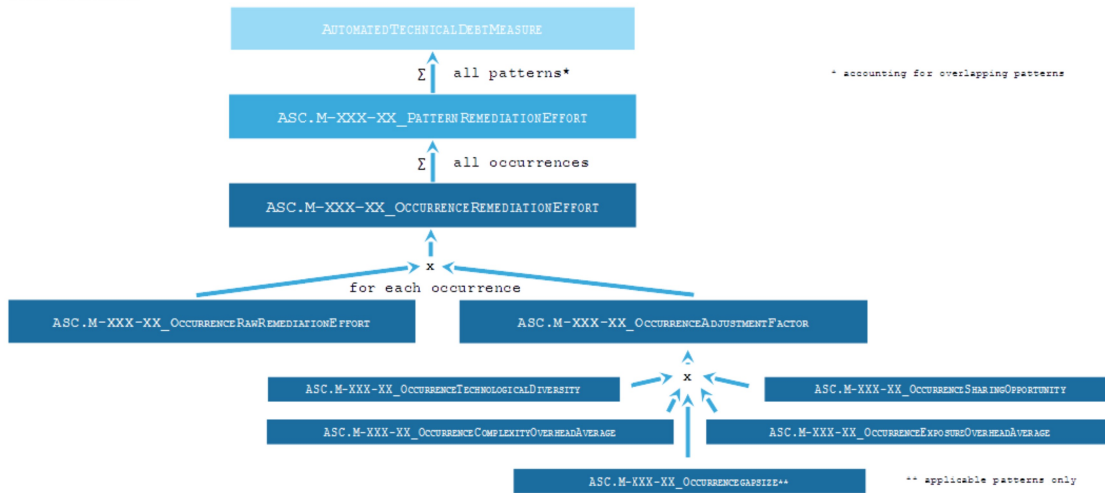 AUTOMATEDTECHNICALDEBTMEASURE
∑ all patterns*
* accounting for overlapping patterns
ASC.M-XXX-XX_PATTERNREMEDIATIONEFFORT
∑ all occurrences
ASC.M-XXX-XX_OCCURRENCEREMEDIATIONEFFORT
x
for each occurrence
ASC.M-XXX-XX_OCCURRENCERAWREMEDIATIONEFFORT
ASC.M-XXX-XX_OCCURRENCEADJUSTMENTFACTOR
x
ASC.M-XXX-XX_OCCURRENCETECHNOLOGICALDIVERSITY
ASC.M-XXX-XX_OCCURRENCESHARINGOPPORTUNITY
ASC.M-XXX-XX_OCCURRENCECOMPLEXITYOVERHEADAVERAGE
ASC.M-XXX-XX_OCCURRENCEEXPOSUREOVERHEADAVERAGE
ASC.M-XXX-XX_OCCURRENCEGAPSIZE**
** applicable patterns only